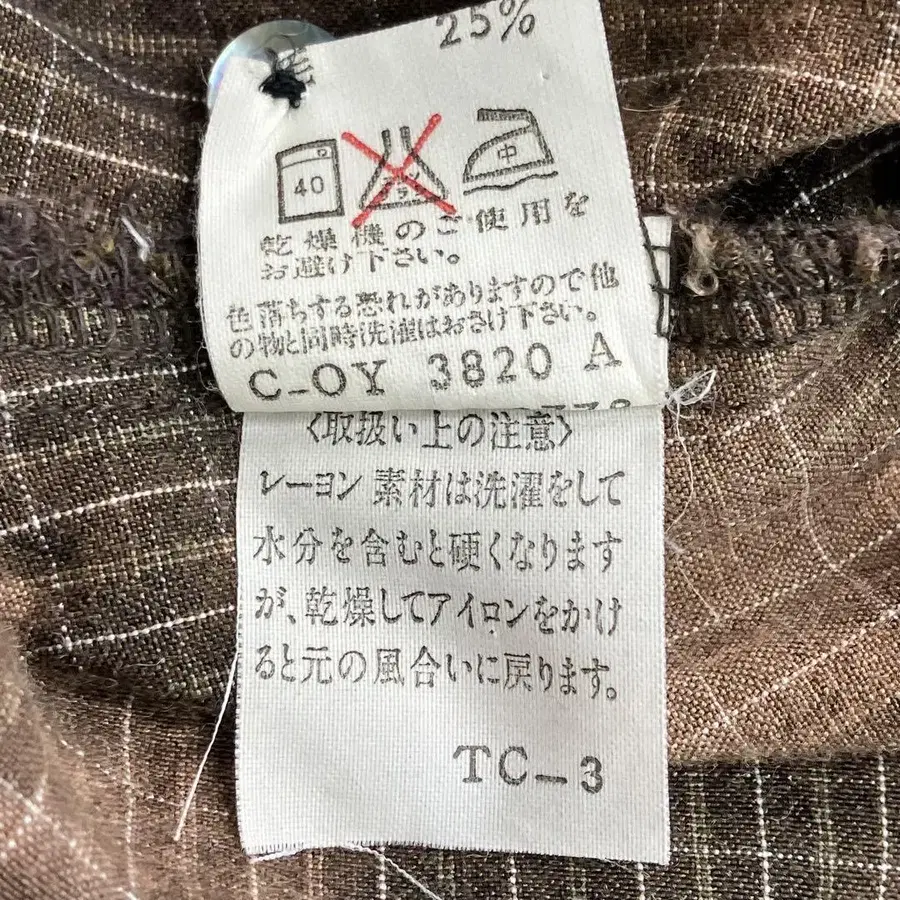 毛 25%
40 中
乾燥機のご使用を
お避け下さい。
色落ちする恐れがありますので他
の物と同時洗濯はおさけ下さい。
C-OY 3820 A
〈取扱い上の注意〉
レーヨン 素材は洗濯をして
水分を含むと硬くなります
が、乾燥してアイロンをかけ
ると元の風合いに戻ります。
TC-3